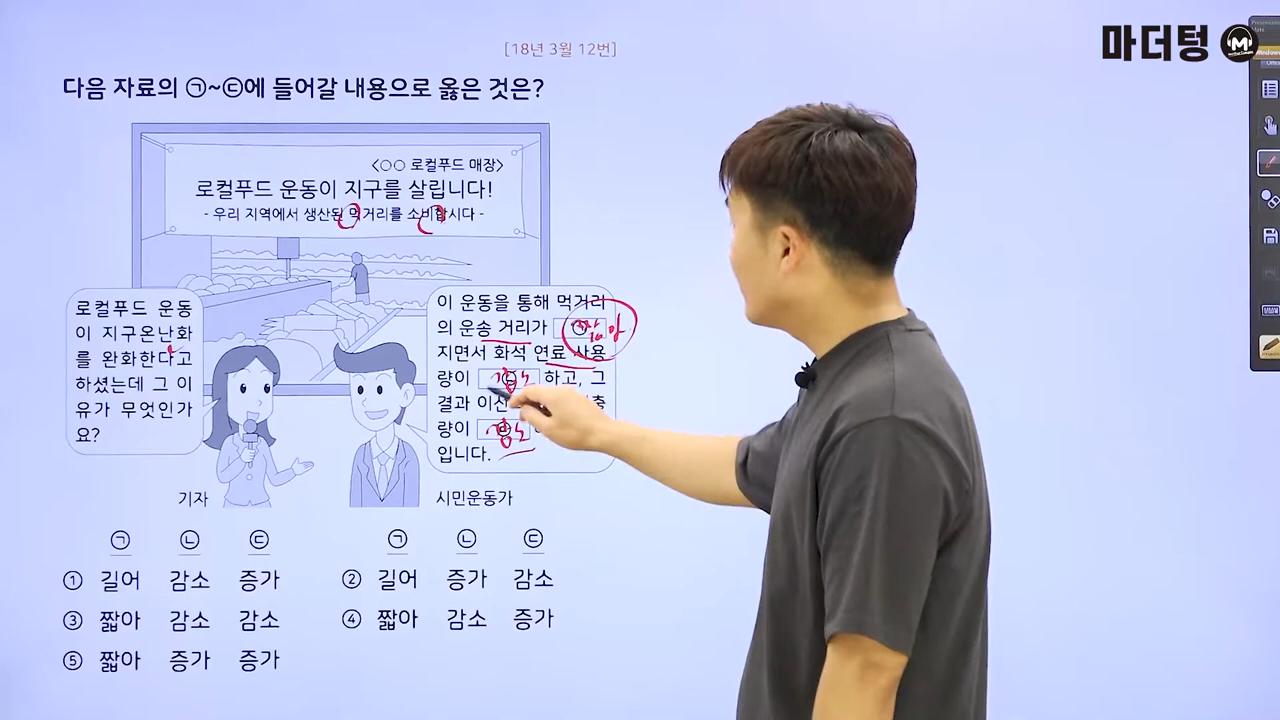 [18년 3월 12번]
마더텅
다음 자료의 ㉠~㉢에 들어갈 내용으로 옳은 것은?
<○○ 로컬푸드 매장>
로컬푸드 운동이 지구를 살립니다!
- 우리 지역에서 생산된 먹거리를 소비합시다 -
로컬푸드 운동
이 지구온난화
를 완화한다고
하셨는데 그 이
유가 무엇인가
요?
이 운동을 통해 먹거리
의 운송 거리가 ㉠ 짧아
지면서 화석 연료 사용
량이 ㉡ 감소 하고, 그
결과 이산
량이 ㉢ 감소
입니다.
기자
시민운동가
㉠ ㉡ ㉢
① 길어 감소 증가
③ 짧아 감소 감소
⑤ 짧아 증가 증가
㉠ ㉡ ㉢
② 길어 증가 감소
④ 짧아 감소 증가